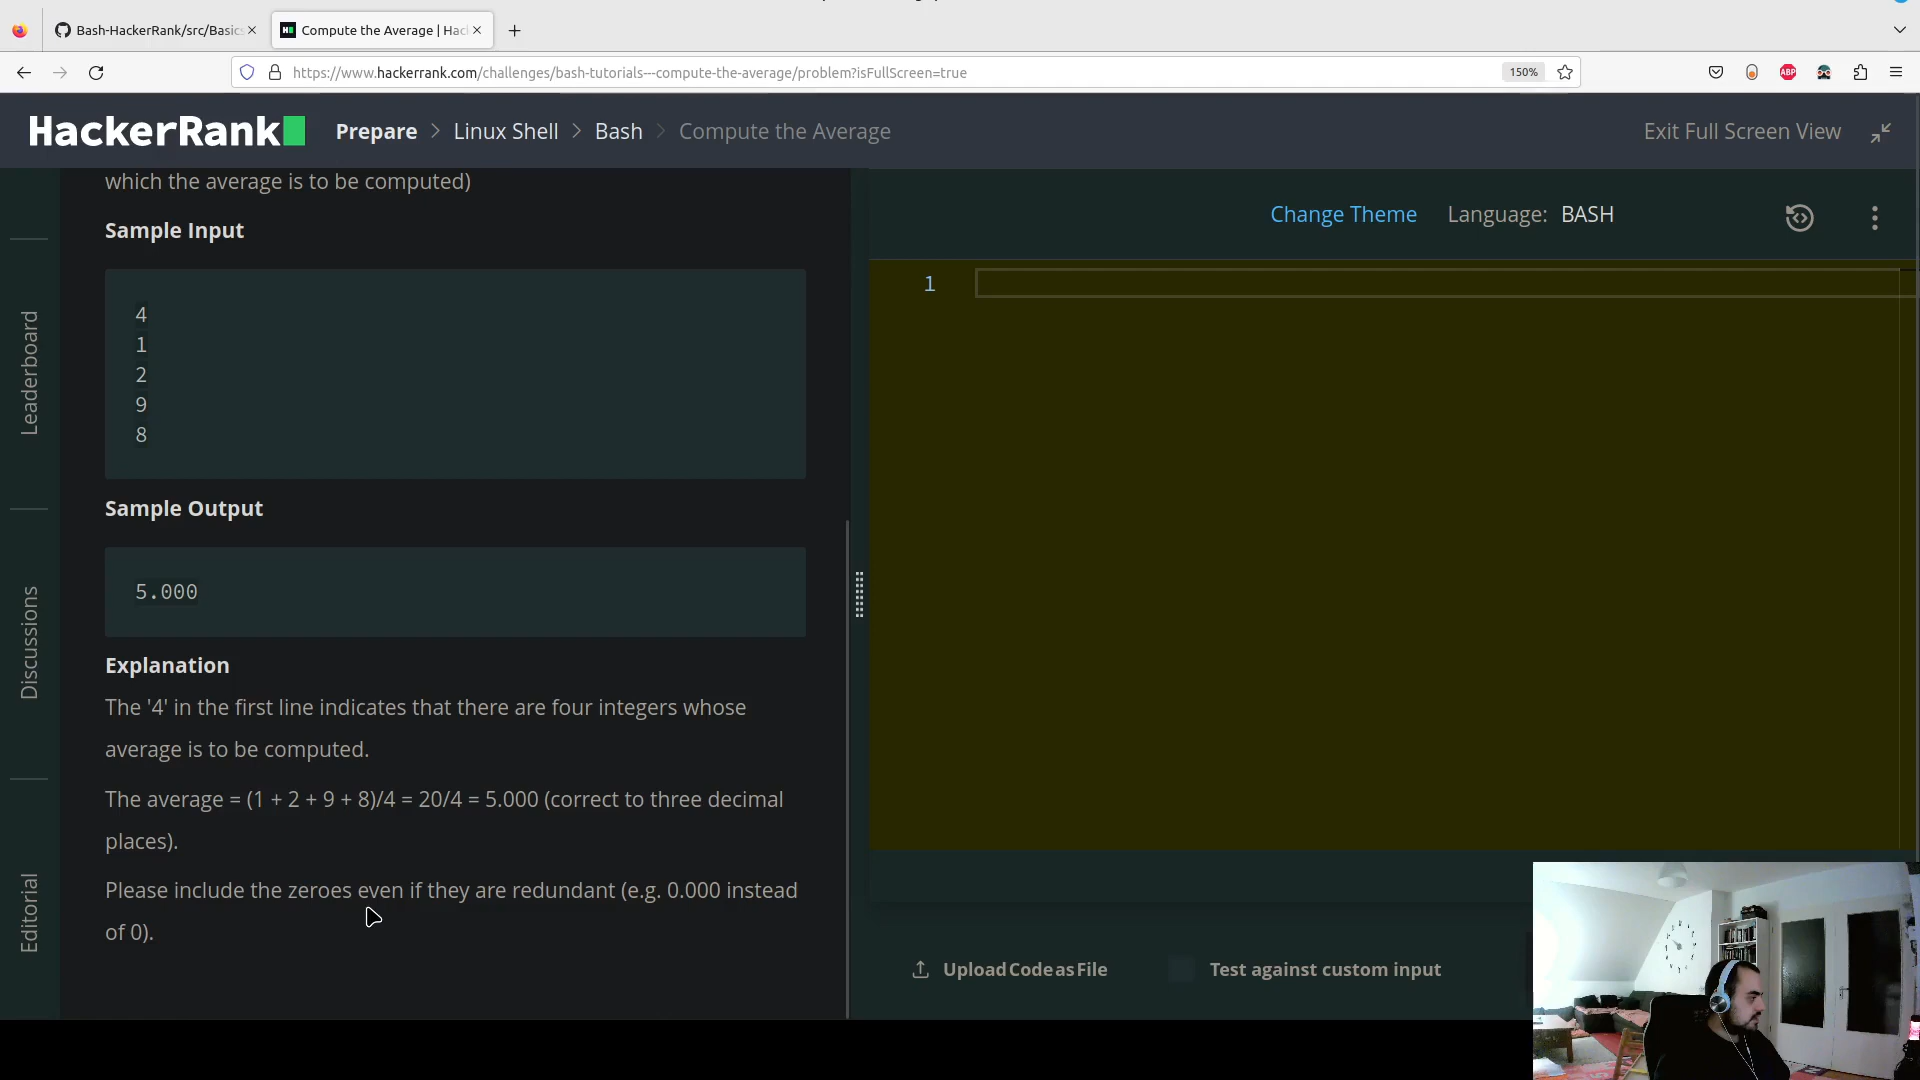 Bash-HackerRank/src/Basic
Compute the Average | Hac
https://www.hackerrank.com/challenges/bash-tutorials---compute-the-average/problem?isFullScreen=true
150%
ABP
HackerRank
Prepare > Linux Shell > Bash > Compute the Average
Exit Full Screen View
which the average is to be computed)
Sample Input
4
1
2
9
8
Sample Output
5.000
Explanation
The '4' in the first line indicates that there are four integers whose
average is to be computed.
The average = (1 + 2 + 9 + 8)/4 = 20/4 = 5.000 (correct to three decimal
places).
Please include the zeroes even if they are redundant (e.g. 0.000 instead
of 0).
Leaderboard
Discussions
Editorial
Change Theme
Language: BASH
1
Upload Code as File
Test against custom input